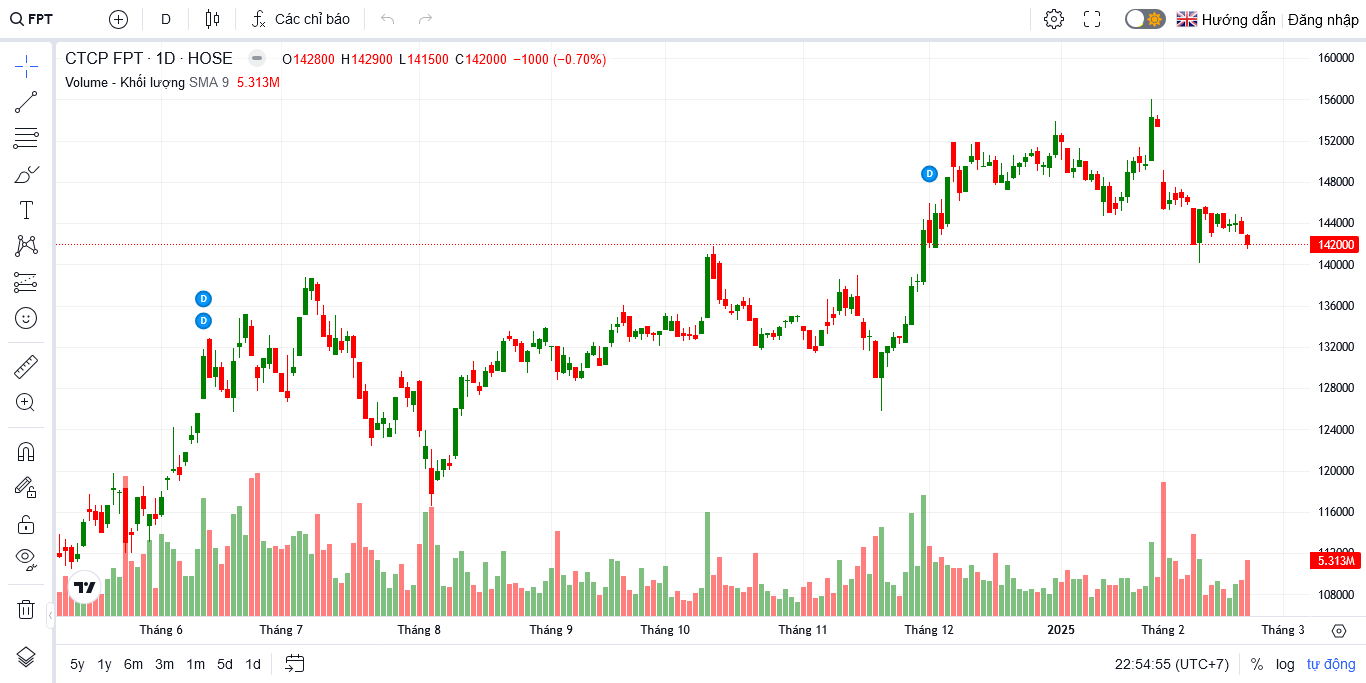 FPT D Các chỉ báo Hướng dẫn Đăng nhập
CTCP FPT · 1D · HOSE O142800 H142900 L141500 C142000 −1000 (−0.70%)
Volume - Khối lượng SMA 9 5.313M
160000
156000
152000
148000
144000
142000
140000
136000
132000
128000
124000
120000
116000
112000
5.313M
108000
D
D
D
Tháng 6 Tháng 7 Tháng 8 Tháng 9 Tháng 10 Tháng 11 Tháng 12 2025 Tháng 2 Tháng 3
5y 1y 6m 3m 1m 5d 1d 22:54:55 (UTC+7) % log tự động